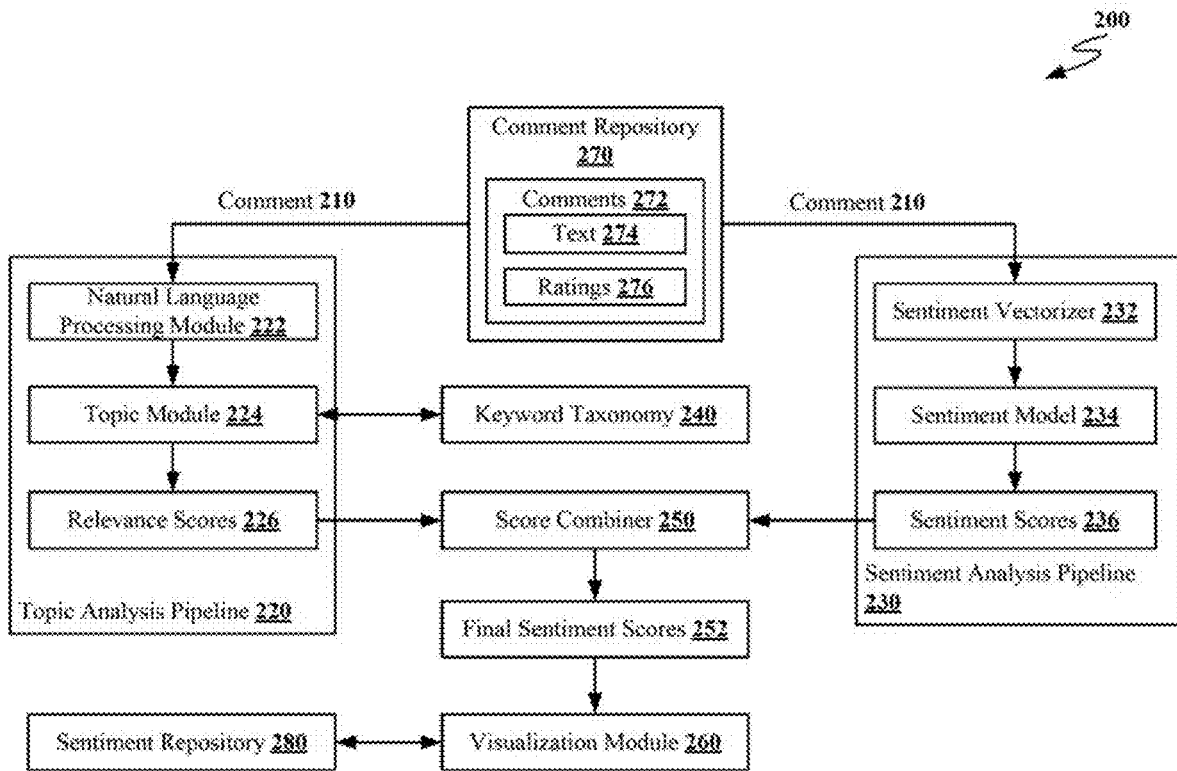 200
Comment Repository
270
Comments 272
Text 274
Ratings 276
Comment 210
Comment 210
Natural Language
Processing Module 222
Topic Module 224
Relevance Scores 226
Topic Analysis Pipeline 220
Keyword Taxonomy 240
Score Combiner 250
Final Sentiment Scores 252
Visualization Module 260
Sentiment Repository 280
Sentiment Vectorizer 232
Sentiment Model 234
Sentiment Scores 236
Sentiment Analysis Pipeline
230